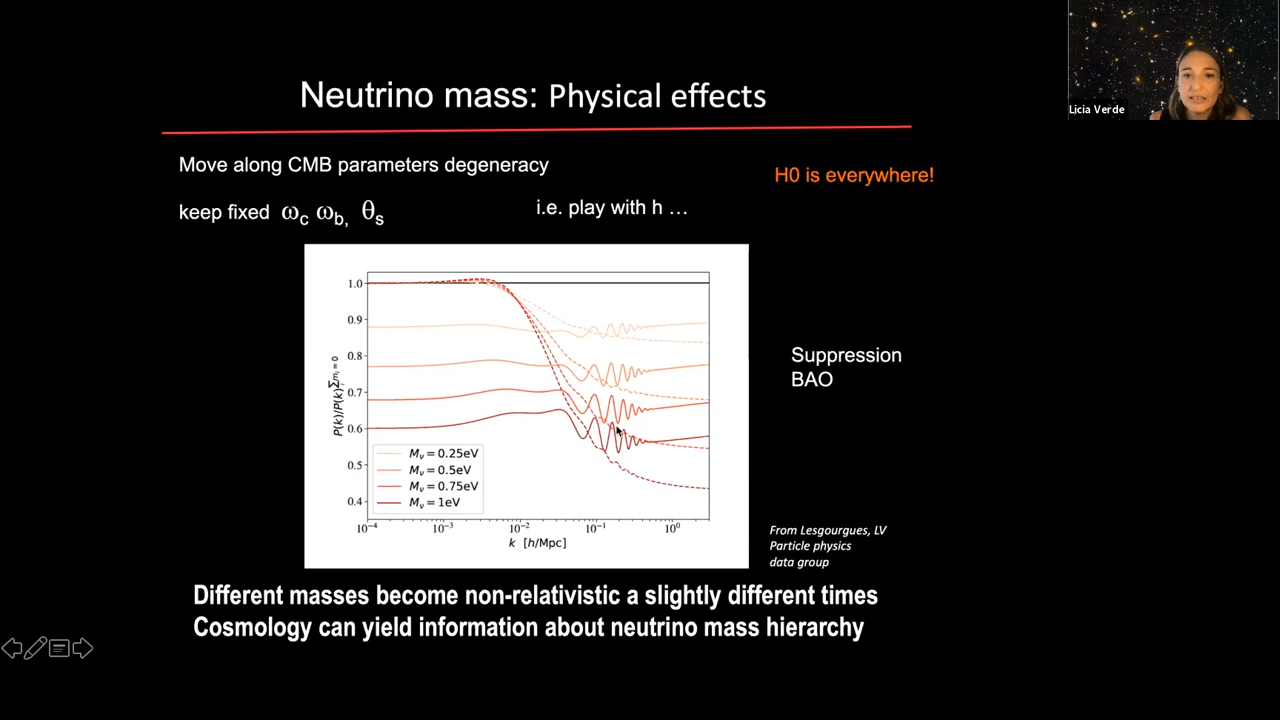 Neutrino mass: Physical effects
Licia Verde
Move along CMB parameters degeneracy
H0 is everywhere!
keep fixed ωc ωb, θs
i.e. play with h …
1.0
0.9
0.8
0.7
0.6
0.5
0.4
P(k)/P(k)^Σmi=0
Mν = 0.25eV
Mν = 0.5eV
Mν = 0.75eV
Mν = 1eV
10⁻⁴ 10⁻³ 10⁻² 10⁻¹ 10⁰
k [h/Mpc]
Suppression
BAO
From Lesgourgues, LV
Particle physics
data group
Different masses become non-relativistic a slightly different times
Cosmology can yield information about neutrino mass hierarchy